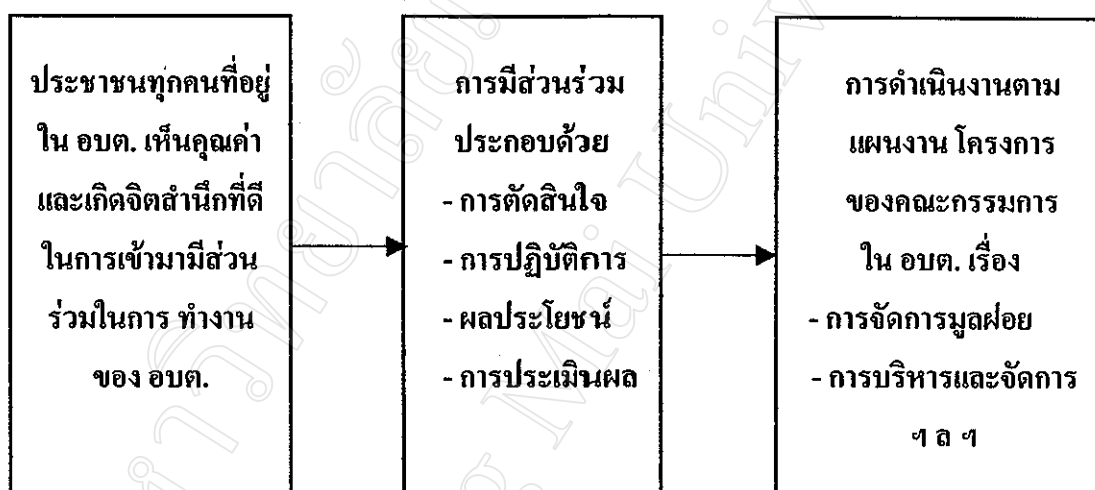 ประชาชนทุกคนที่อยู่
ใน อบต. เห็นคุณค่า
และเกิดจิตสำนึกที่ดี
ในการเข้ามามีส่วน
ร่วมในการ ทำงาน
ของ อบต.
การมีส่วนร่วม
ประกอบด้วย
- การตัดสินใจ
- การปฏิบัติการ
- ผลประโยชน์
- การประเมินผล
การดำเนินงานตาม
แผนงาน โครงการ
ของคณะกรรมการ
ใน อบต. เรื่อง
- การจัดการมูลฝอย
- การบริหารและจัดการ
ฯ ล ฯ